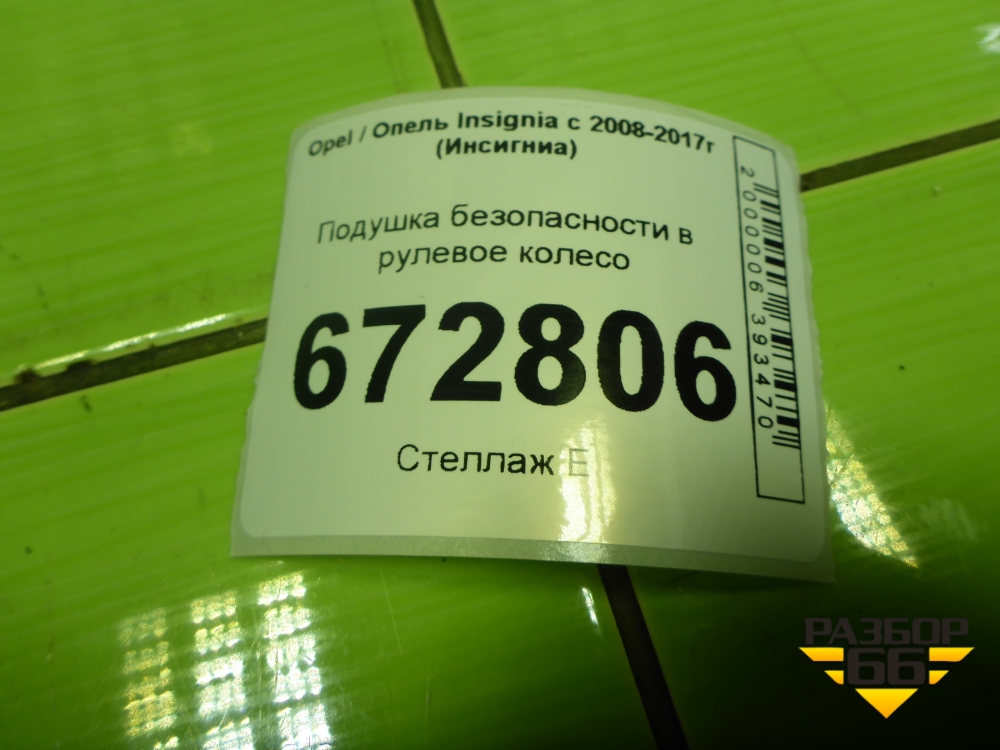 Opel / Опель Insignia с 2008-2017г
(Инсигниа)
Подушка безопасности в
рулевое колесо
672806
Стеллаж E
2000006393470
РАЗБОР
66